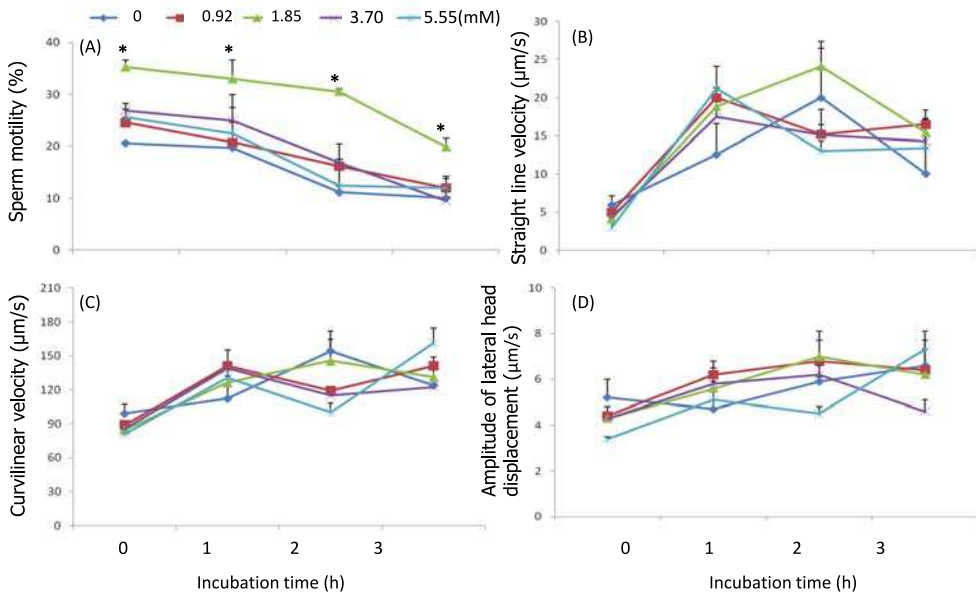 0 0.92 1.85 3.70 5.55(mM)
(A)
Sperm motility (%)
40
30
20
10
0
* * * *
(B)
Straight line velocity (µm/s)
30
25
20
15
10
5
0
(C)
Curvilinear velocity (µm/s)
210
180
150
120
90
60
30
0
0 1 2 3
Incubation time (h)
(D)
Amplitude of lateral head
displacement (µm/s)
10
8
6
4
2
0
0 1 2 3
Incubation time (h)